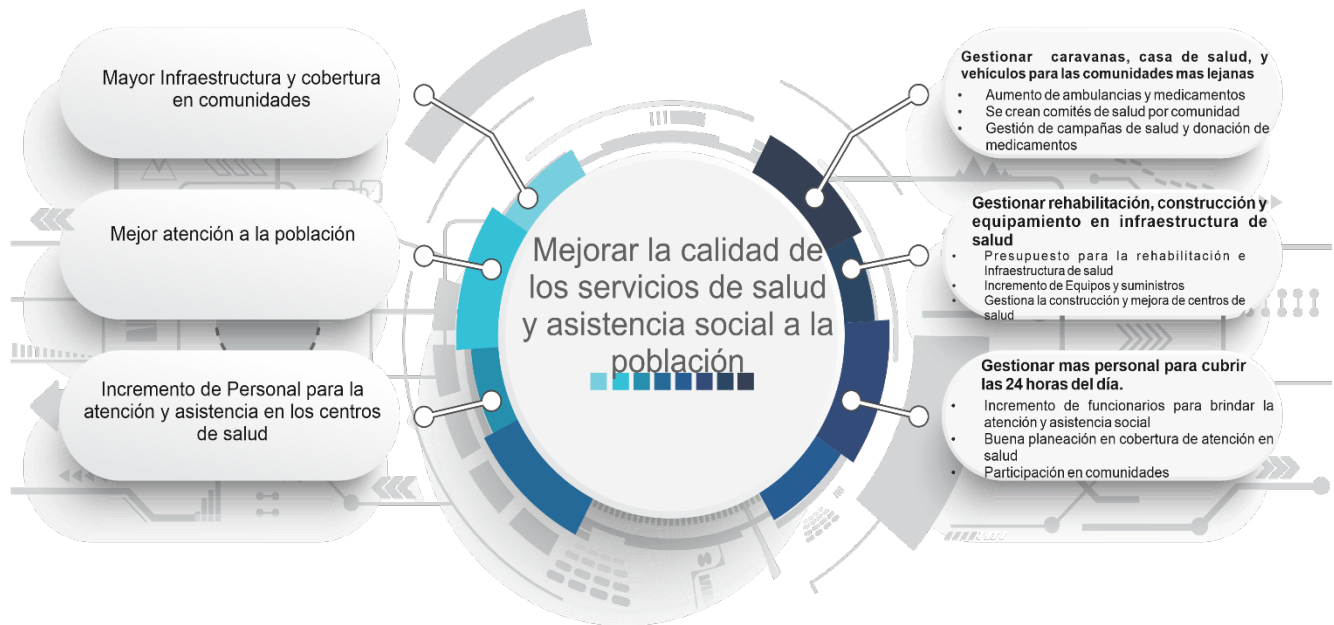 Mayor Infraestructura y cobertura
en comunidades
Mejor atención a la población
Incremento de Personal para la
atención y asistencia en los centros
de salud
Mejorar la calidad de
los servicios de salud
y asistencia social a la
población
Gestionar caravanas, casa de salud, y
vehículos para las comunidades mas lejanas
• Aumento de ambulancias y medicamentos
• Se crean comités de salud por comunidad
• Gestión de campañas de salud y donación de
medicamentos
Gestionar rehabilitación, construcción y
equipamiento en infraestructura de
salud
• Presupuesto para la rehabilitación e
Infraestructura de salud
• Incremento de Equipos y suministros
• Gestiona la construcción y mejora de centros de
salud
Gestionar mas personal para cubrir
las 24 horas del día.
• Incremento de funcionarios para brindar la
atención y asistencia social
• Buena planeación en cobertura de atención en
salud
• Participación en comunidades